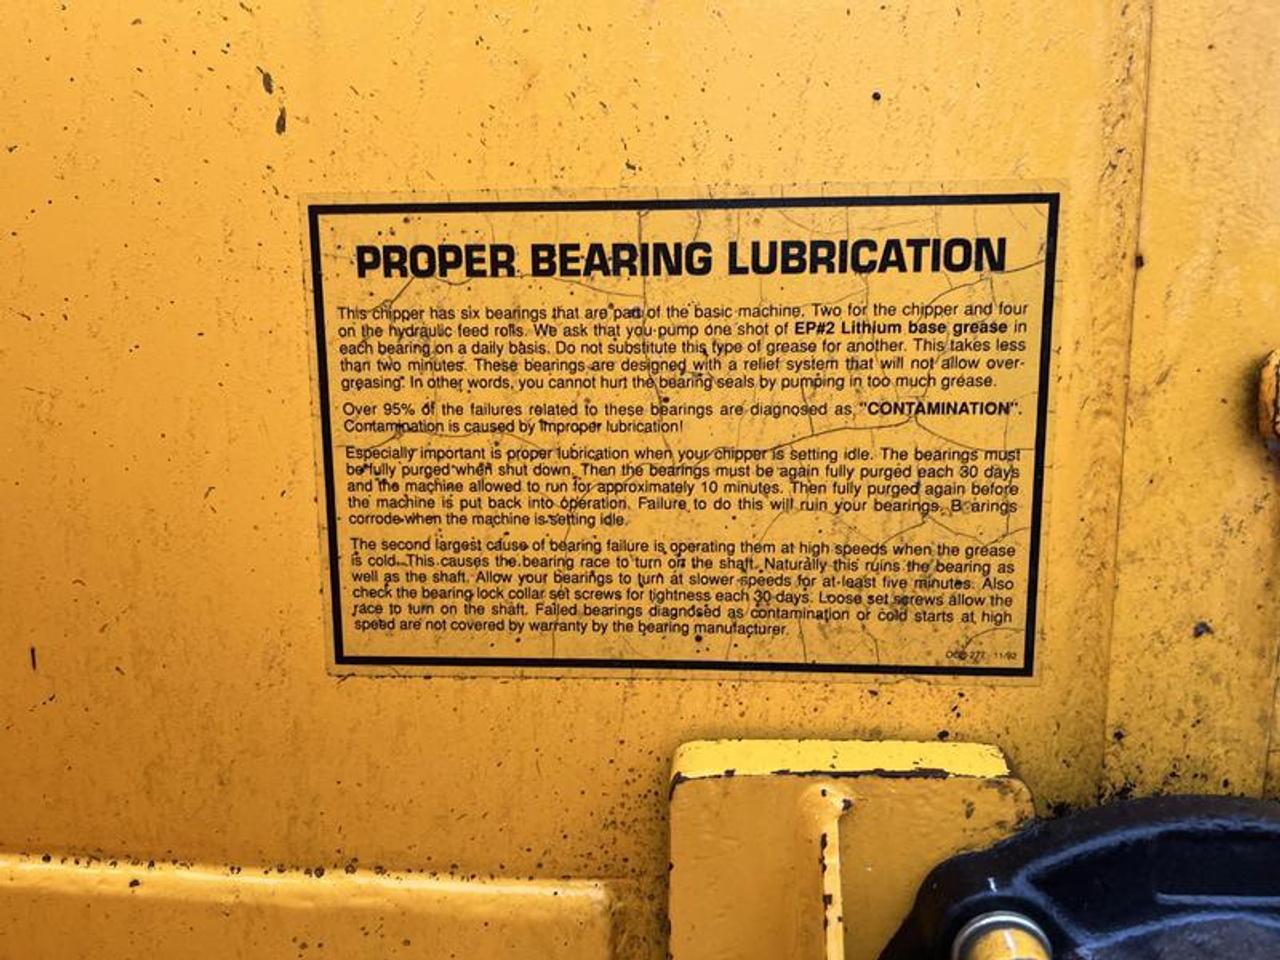 PROPER BEARING LUBRICATION
This chipper has six bearings that are part of the basic machine. Two for the chipper and four
on the hydraulic feed rolls. We ask that you pump one shot of EP#2 Lithium base grease in
each bearing on a daily basis. Do not substitute this type of grease for another. This takes less
than two minutes. These bearings are designed with a relief system that will not allow over-
greasing. In other words, you cannot hurt the bearing seals by pumping in too much grease.
Over 95% of the failures related to these bearings are diagnosed as "CONTAMINATION".
Contamination is caused by improper lubrication!
Especially important is proper lubrication when your chipper is setting idle. The bearings must
be fully purged when shut down. Then the bearings must be again fully purged each 30 days
and the machine allowed to run for approximately 10 minutes. Then fully purged again before
the machine is put back into operation. Failure to do this will ruin your bearings. B arings
corrode when the machine is setting idle.
The second largest cause of bearing failure is operating them at high speeds when the grease
is cold. This causes the bearing race to turn on the shaft. Naturally this ruins the bearing as
well as the shaft. Allow your bearings to turn at slower speeds for at least five minutes. Also
check the bearing lock collar set screws for tightness each 30 days. Loose set screws allow the
race to turn on the shaft. Failed bearings diagnosed as contamination or cold starts at high
speed are not covered by warranty by the bearing manufacturer.
11/92